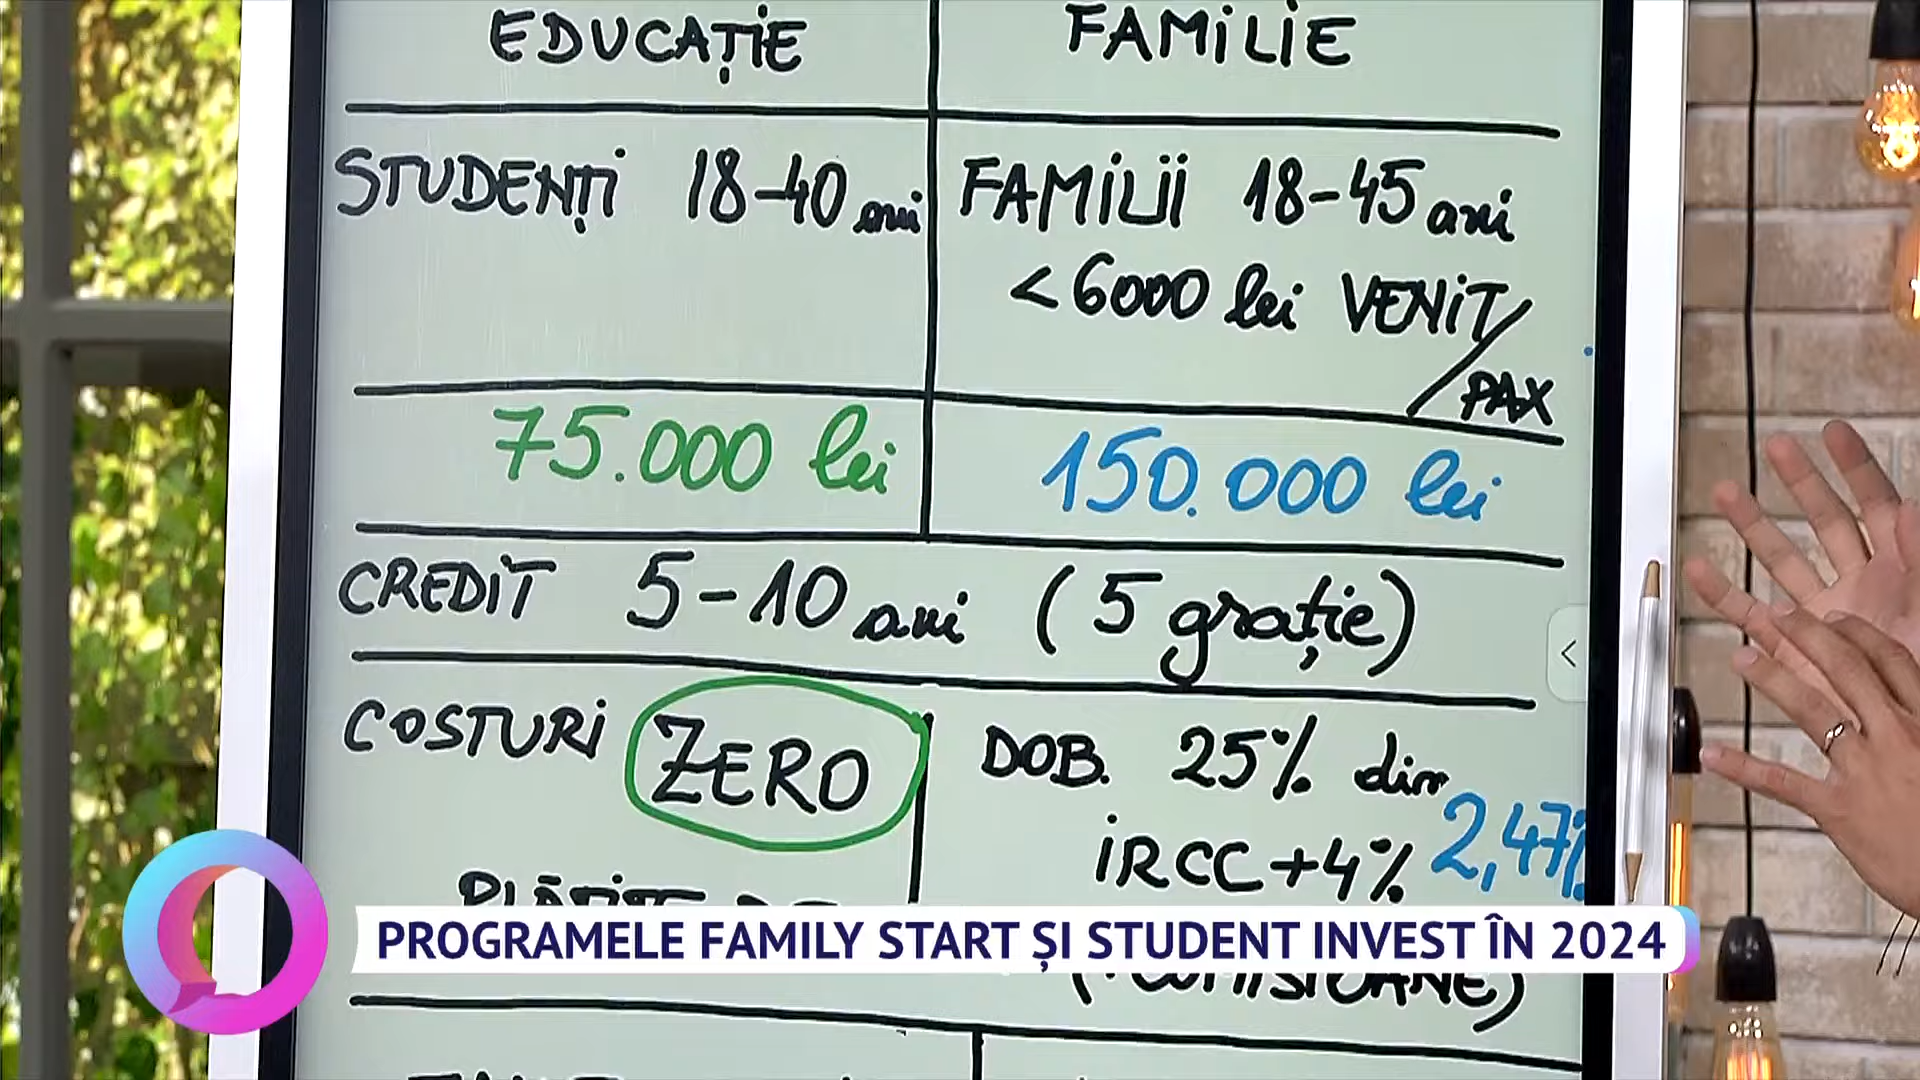 EDUCAȚIE FAMILIE
STUDENȚI 18-40 ani FAMILII 18-45 ani
< 6000 lei VENIT/PAX
75.000 lei 150.000 lei
CREDIT 5-10 ani (5 grație)
COSTURI ZERO DOB. 25% din
IRCC +4% 2,47%
PROGRAMELE FAMILY START ȘI STUDENT INVEST ÎN 2024